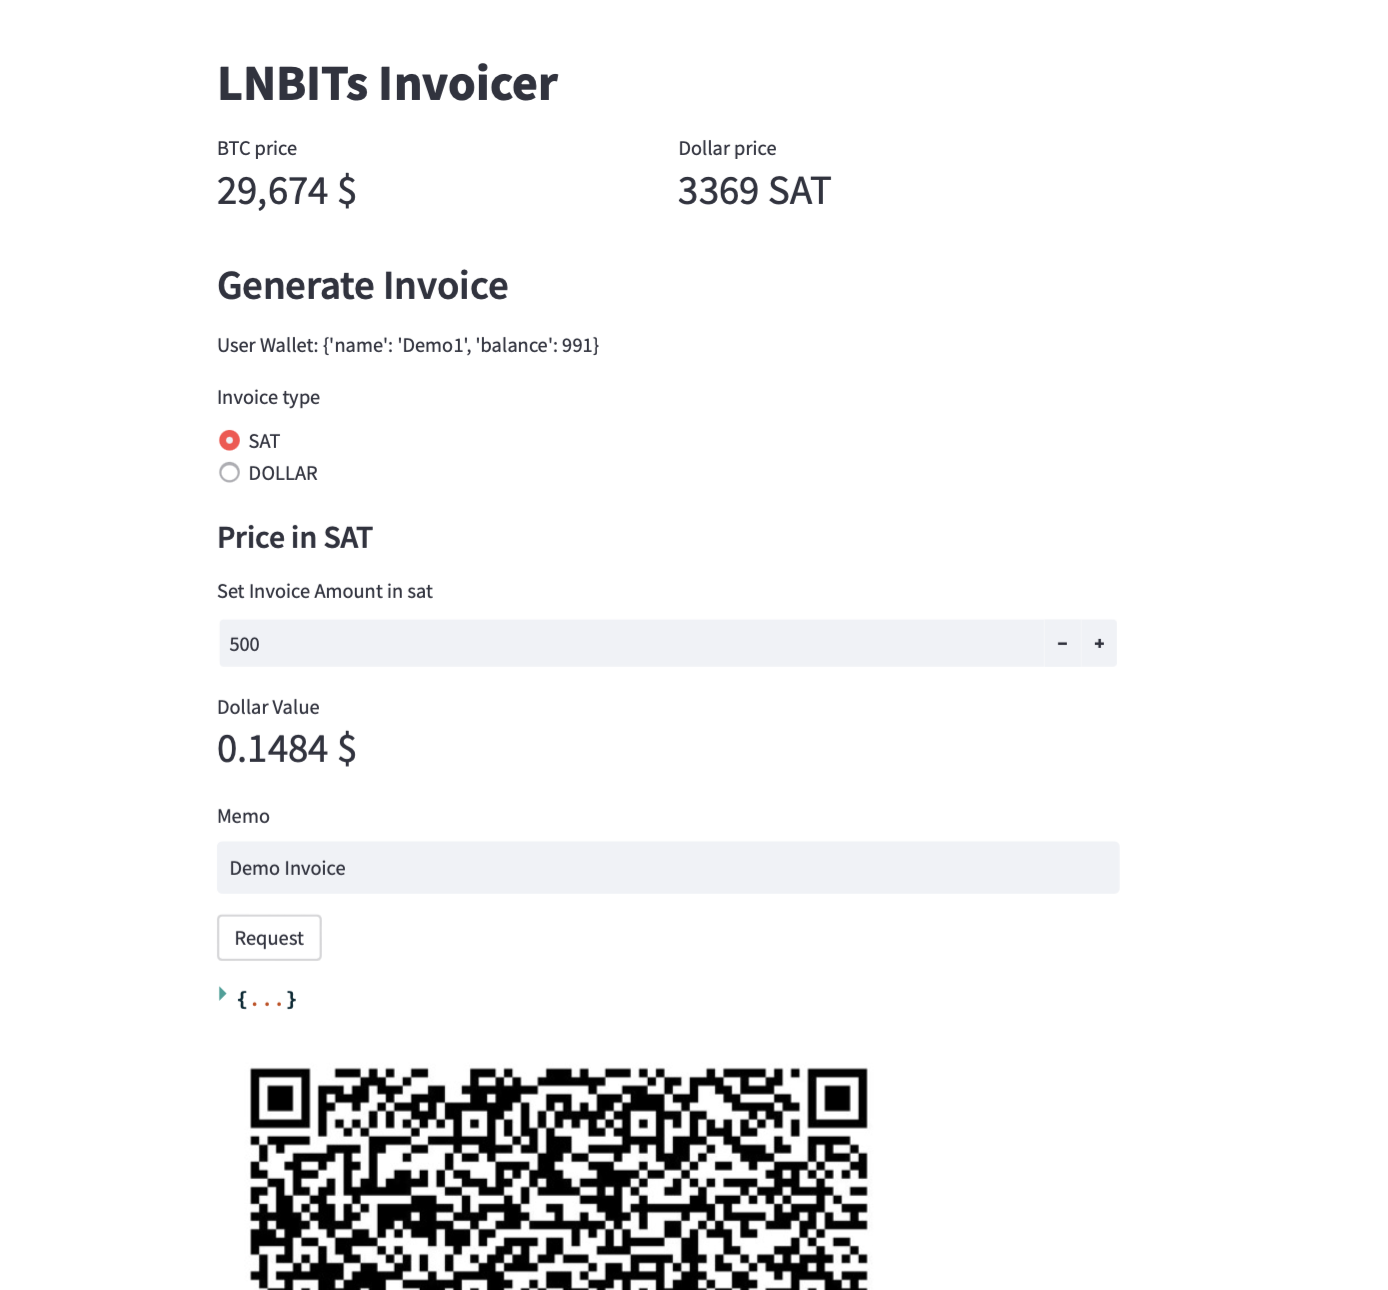 LNBITs Invoicer
BTC price
29,674 $
Dollar price
3369 SAT
Generate Invoice
User Wallet: {'name': 'Demo1', 'balance': 991}
Invoice type
SAT
DOLLAR
Price in SAT
Set Invoice Amount in sat
500 - +
Dollar Value
0.1484 $
Memo
Demo Invoice
Request
{...}